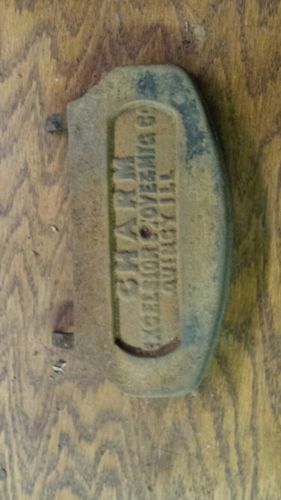 CHARM
EXCELSIOR STOVE & MFG CO
QUINCY ILL